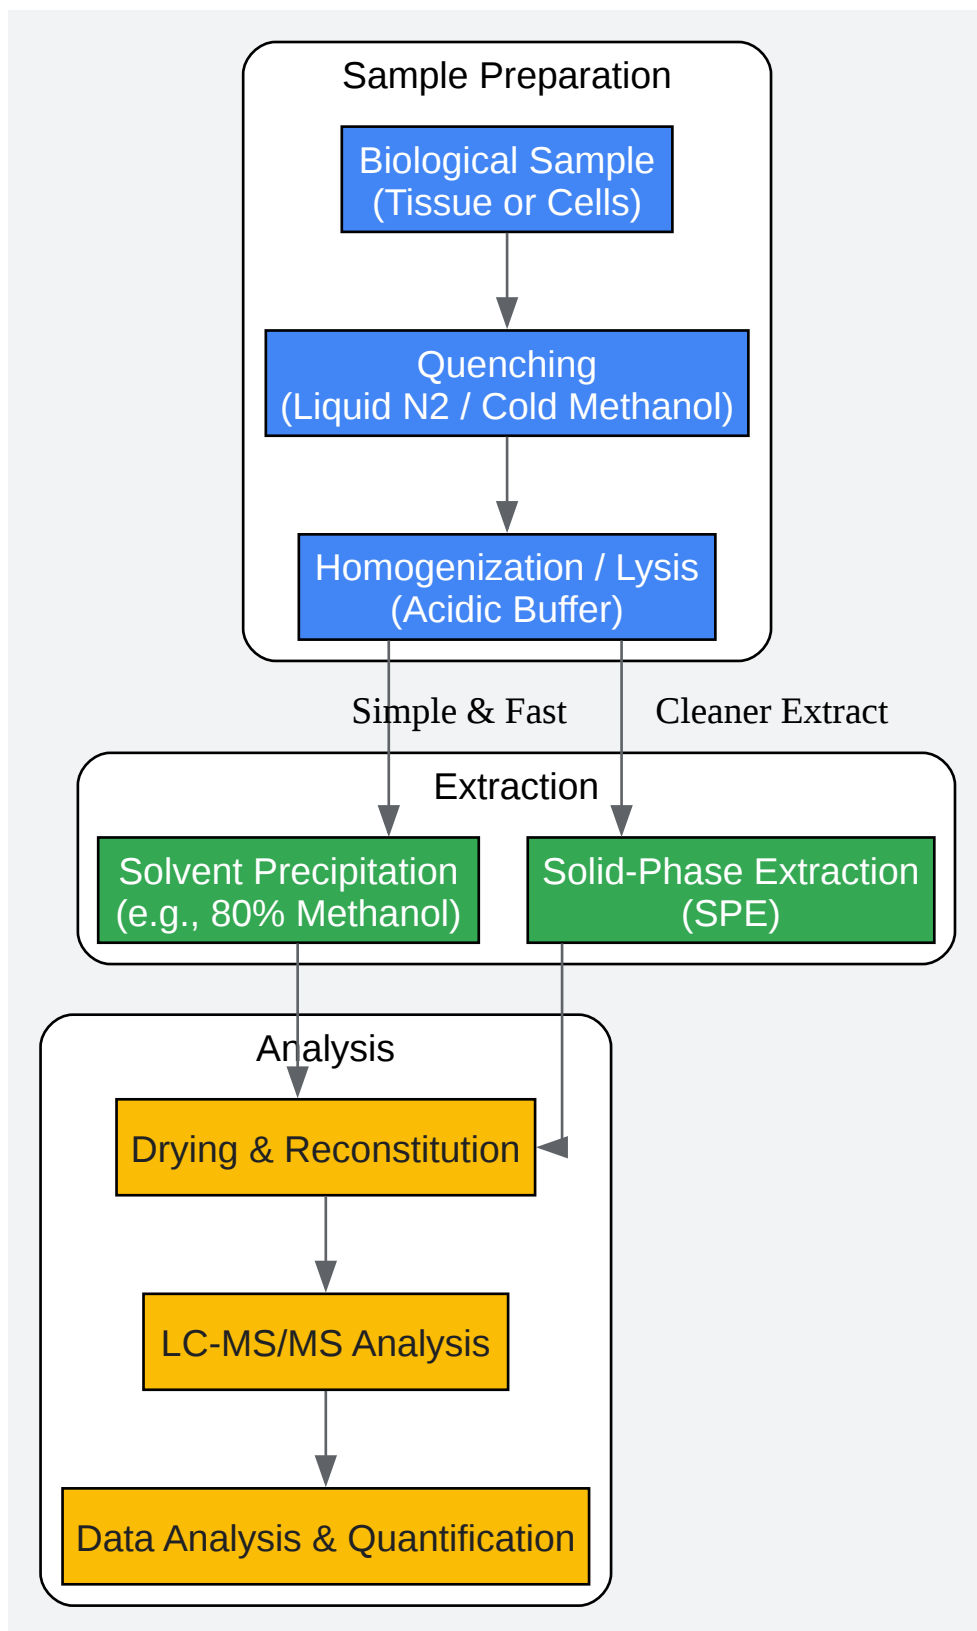 Sample Preparation
Biological Sample
(Tissue or Cells)
Quenching
(Liquid N2 / Cold Methanol)
Homogenization / Lysis
(Acidic Buffer)
Simple & Fast
Cleaner Extract
Extraction
Solvent Precipitation
(e.g., 80% Methanol)
Solid-Phase Extraction
(SPE)
Analysis
Drying & Reconstitution
LC-MS/MS Analysis
Data Analysis & Quantification